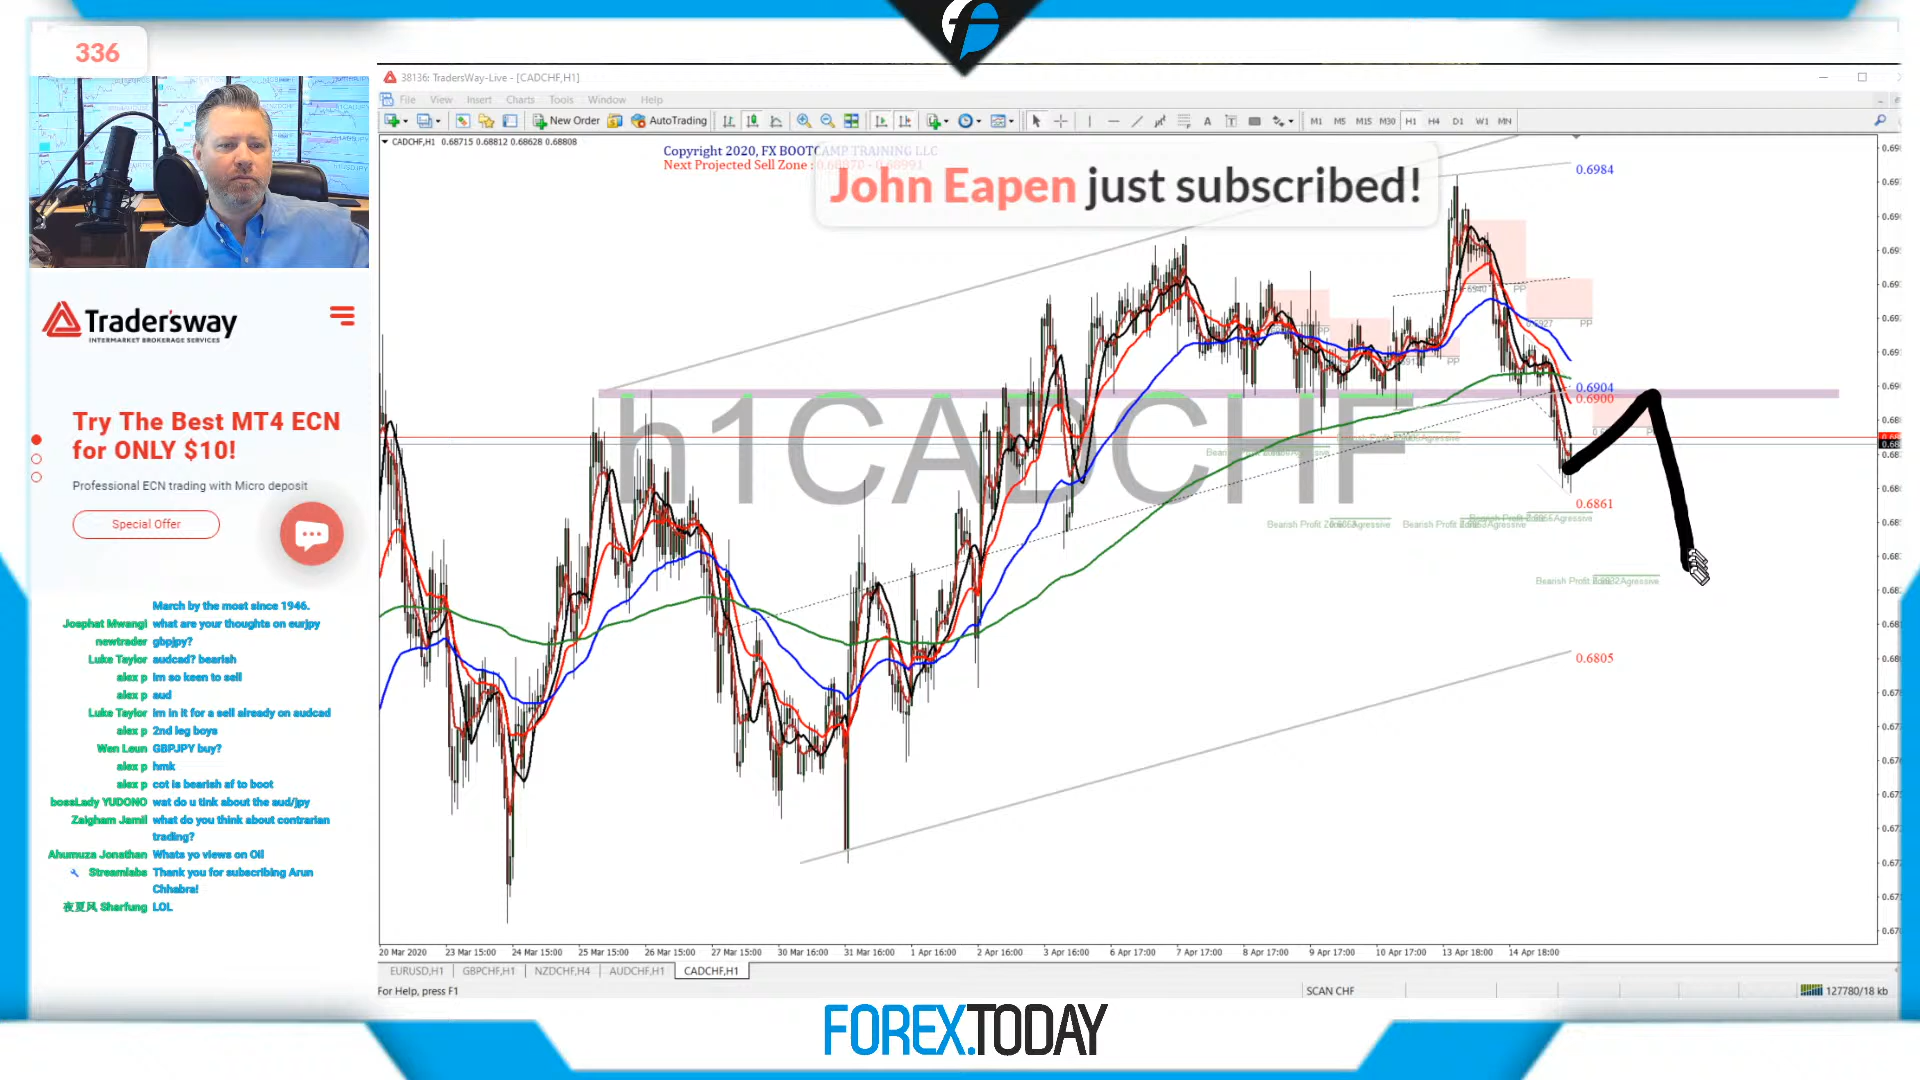 336
38136: TradersWay-Live - [CADCHF,H1]
File View Insert Charts Tools Window Help
New Order AutoTrading M1 M5 M15 M30 H1 H4 D1 W1 MN
CADCHF,H1 0.68715 0.68812 0.68628 0.68808
Copyright 2020, FX BOOTCAMP TRAINING LLC
Next Projected Sell Zone : 0.68870 - 0.68991
John Eapen just subscribed!
0.6984
0.6904
0.6900
0.6861
0.6805
h1CADCHF
Tradersway
INTERMARKET BROKERAGE SERVICES
Try The Best MT4 ECN
for ONLY $10!
Professional ECN trading with Micro deposit
Special Offer
March by the most since 1946.
Josphat Mwangi what are your thoughts on eurjpy
newtrader gbpjpy?
Luke Taylor audcad? bearish
alex p Im so keen to sell
alex p aud
Luke Taylor Im in it for a sell already on audcad
alex p 2nd leg boys
Wen Leun GBPJPY buy?
alex p hmk
alex p cot is bearish af to boot
bossLady YUDONO wat do u tink about the aud/jpy
Zaigham Jamil what do you think about contrarian
trading?
Ahumuza Jonathan Whats yo views on Oil
Streamlabs Thank you for subscribing Arun
Chhabra!
夜夏风 Sharfung LOL
20 Mar 2020 23 Mar 15:00 24 Mar 15:00 25 Mar 15:00 26 Mar 15:00 27 Mar 15:00 30 Mar 16:00 31 Mar 16:00 1 Apr 16:00 2 Apr 16:00 3 Apr 16:00 6 Apr 17:00 7 Apr 17:00 8 Apr 17:00 9 Apr 17:00 10 Apr 17:00 13 Apr 18:00 14 Apr 18:00
EURUSD,H1 GBPCHF,H1 NZDCHF,H4 AUDCHF,H1 CADCHF,H1
For Help, press F1 SCAN CHF 127780/18 kb
FOREX.TODAY